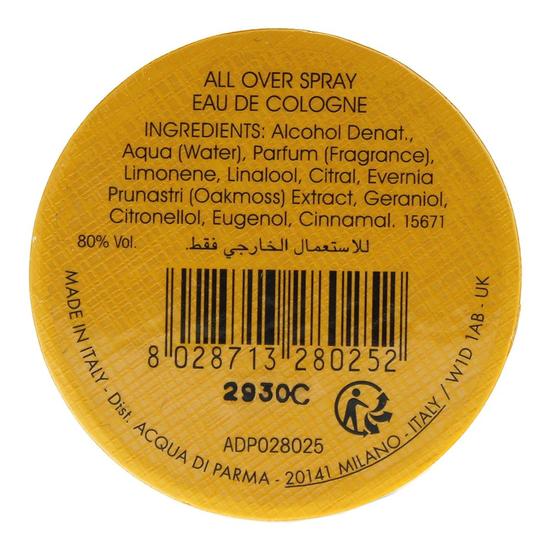 ALL OVER SPRAY
EAU DE COLOGNE
INGREDIENTS: Alcohol Denat.,
Aqua (Water), Parfum (Fragrance),
Limonene, Linalool, Citral, Evernia
Prunastri (Oakmoss) Extract, Geraniol,
Citronellol, Eugenol, Cinnamal. 15671
80% Vol.
للاستعمال الخارجي فقط.
8 028713 280252
2930C
ADP028025
MADE IN ITALY - Dist. ACQUA DI PARMA - 20141 MILANO - ITALY / W1D 1AB - UK